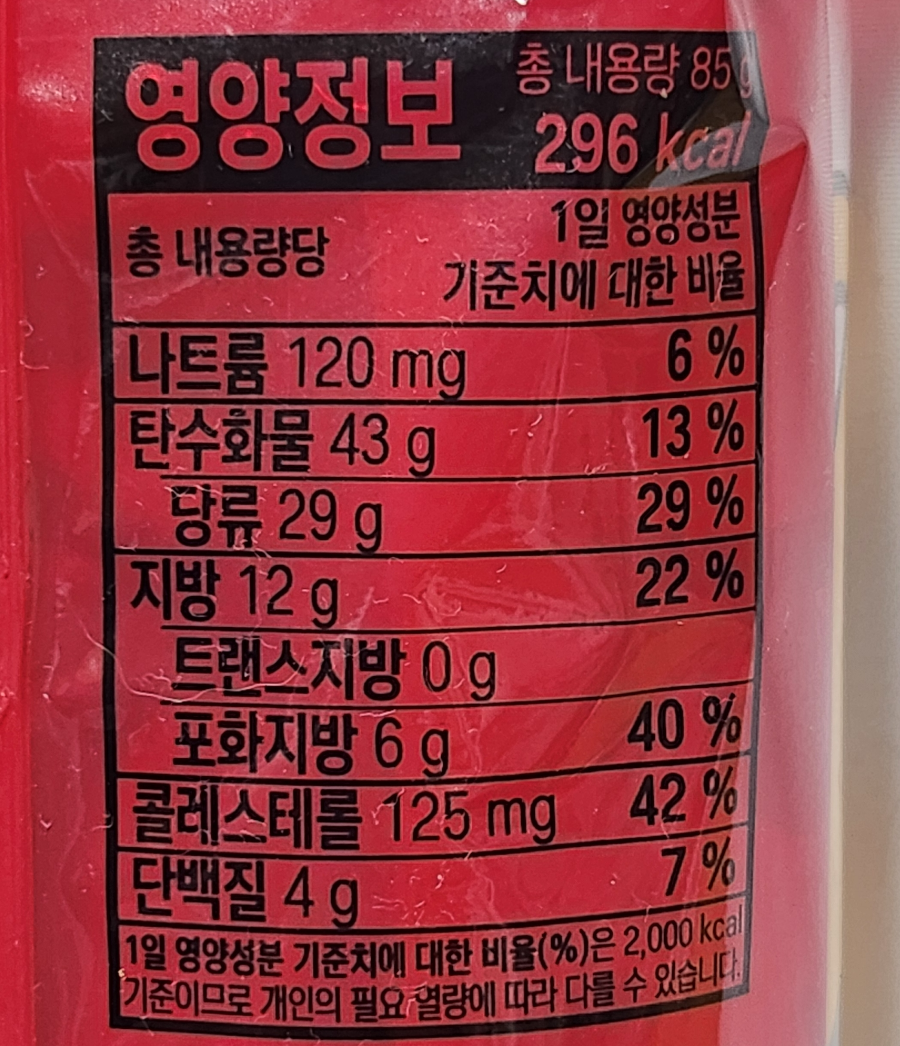 영양정보
총 내용량 85 g
296 kcal
총 내용량당
1일 영양성분
기준치에 대한 비율
나트륨 120 mg 6 %
탄수화물 43 g 13 %
당류 29 g 29 %
지방 12 g 22 %
트랜스지방 0 g
포화지방 6 g 40 %
콜레스테롤 125 mg 42 %
단백질 4 g 7 %
1일 영양성분 기준치에 대한 비율(%)은 2,000 kcal
기준이므로 개인의 필요 열량에 따라 다를 수 있습니다.